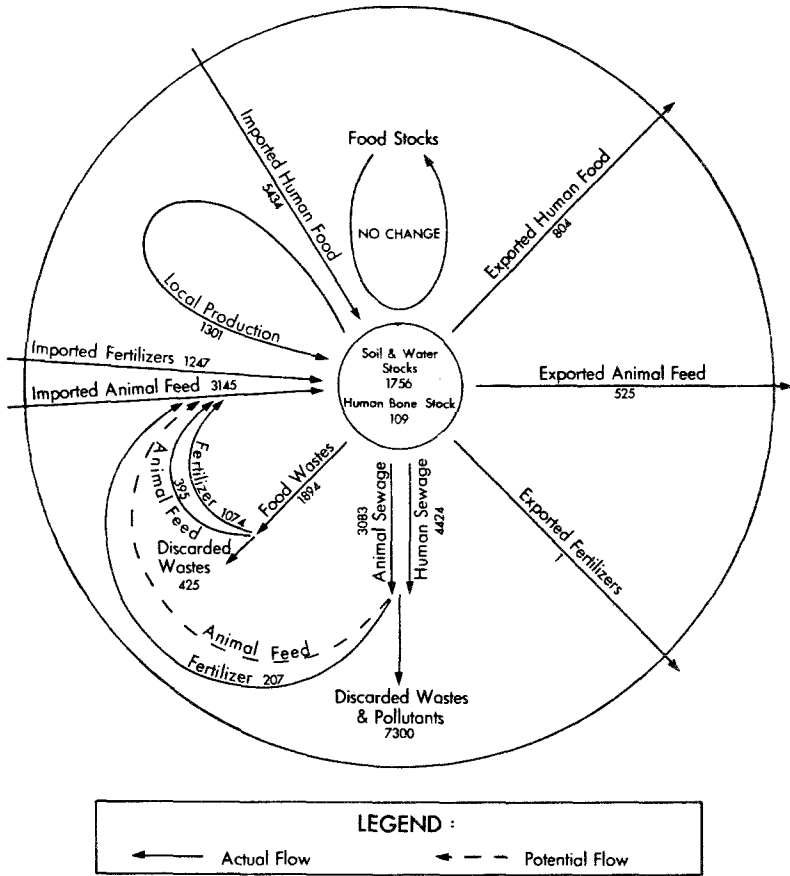 Imported Human Food
5434
Food Stocks
NO CHANGE
Exported Human Food
804
Local Production
1301
Imported Fertilizers 1247
Imported Animal Feed 3145
Soil & Water
Stocks
1756
Human Bone Stock
109
Exported Animal Feed
525
Food Wastes
1894
Fertilizer 1074
Animal Feed
395
Discarded
Wastes
425
Animal Sewage
3083
Human Sewage
4424
Exported Fertilizers
1
Animal Feed
Fertilizer 207
Discarded Wastes
& Pollutants
7300
LEGEND :
Actual Flow
Potential Flow